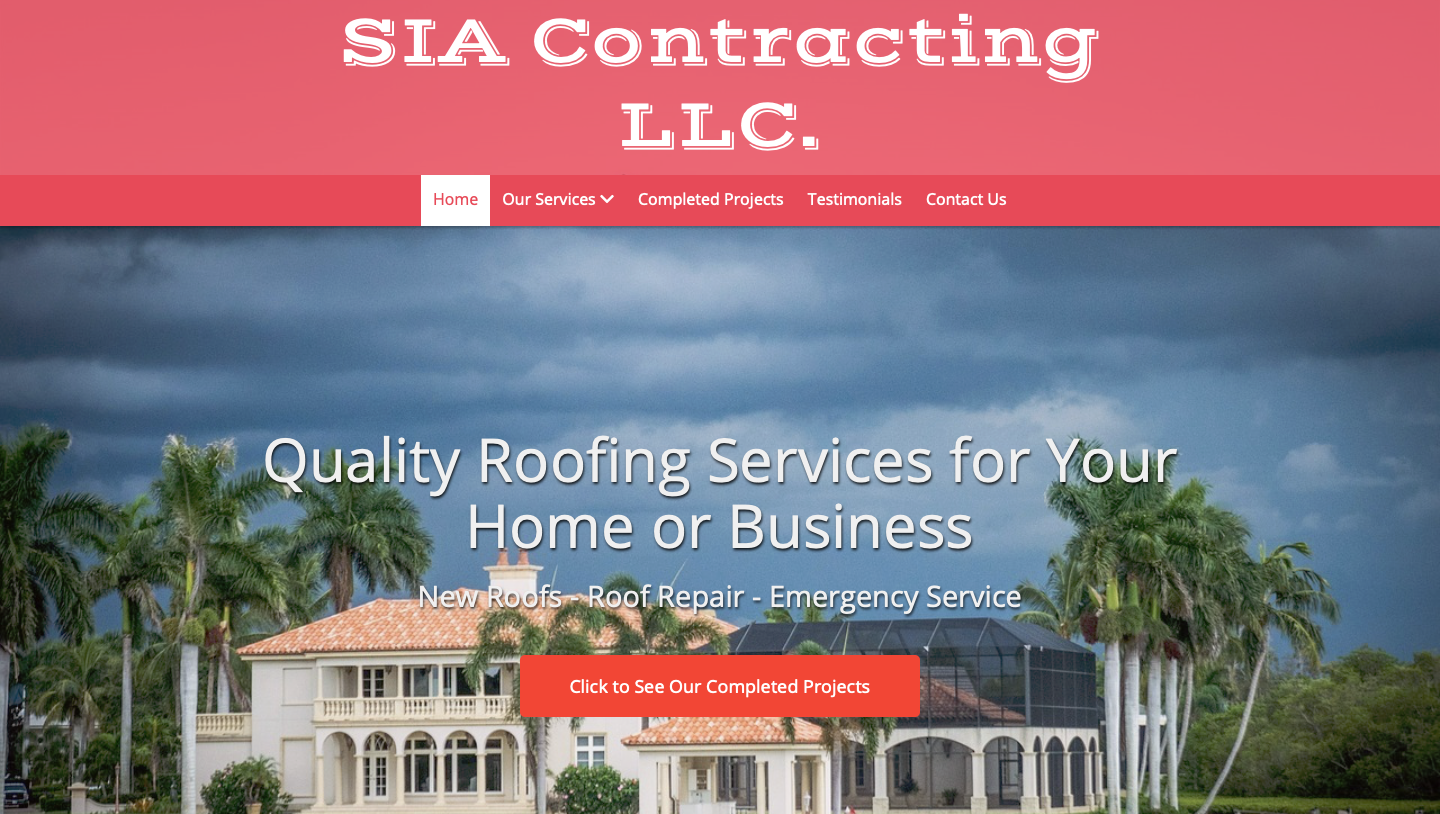 SIA Contracting
LLC.
Home Our Services Completed Projects Testimonials Contact Us
Quality Roofing Services for Your
Home or Business
New Roofs - Roof Repair - Emergency Service
Click to See Our Completed Projects